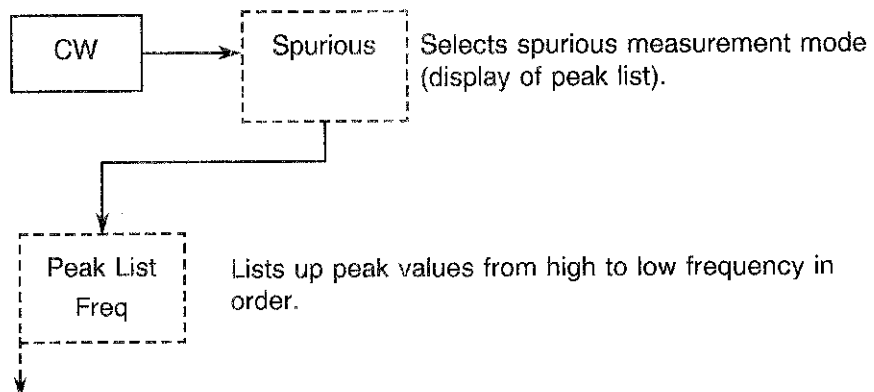 CW
Spurious
Selects spurious measurement mode
(display of peak list).
Peak List
Freq
Lists up peak values from high to low frequency in
order.